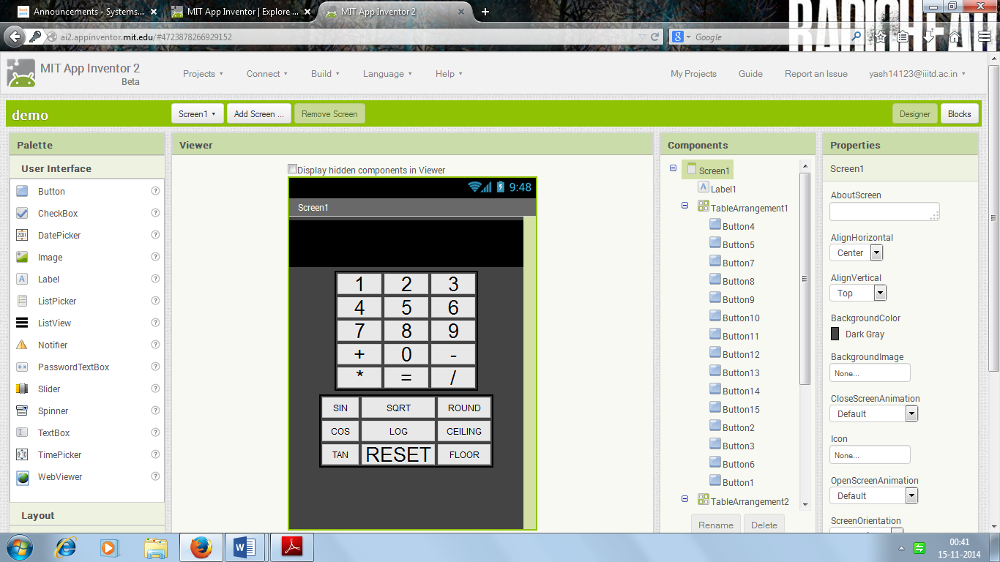 Announcements - Systems...
MIT App Inventor | Explore ...
MIT App Inventor 2
ai2.appinventor.mit.edu/#4723878266929152
Google
MIT App Inventor 2
Beta
Projects
Connect
Build
Language
Help
My Projects
Guide
Report an Issue
yash14123@iiitd.ac.in
demo
Screen1
Add Screen ...
Remove Screen
Designer
Blocks
Palette
User Interface
Button
CheckBox
DatePicker
Image
Label
ListPicker
ListView
Notifier
PasswordTextBox
Slider
Spinner
TextBox
TimePicker
WebViewer
Layout
Viewer
Display hidden components in Viewer
9:48
Screen1
1 2 3
4 5 6
7 8 9
+ 0 -
* = /
SIN SQRT ROUND
COS LOG CEILING
TAN RESET FLOOR
Components
Screen1
Label1
TableArrangement1
Button4
Button5
Button7
Button8
Button9
Button10
Button11
Button12
Button13
Button14
Button15
Button2
Button3
Button6
Button1
TableArrangement2
Rename
Delete
Properties
Screen1
AboutScreen
AlignHorizontal
Center
AlignVertical
Top
BackgroundColor
Dark Gray
BackgroundImage
None...
CloseScreenAnimation
Default
Icon
None...
OpenScreenAnimation
Default
ScreenOrientation
00:41
15-11-2014